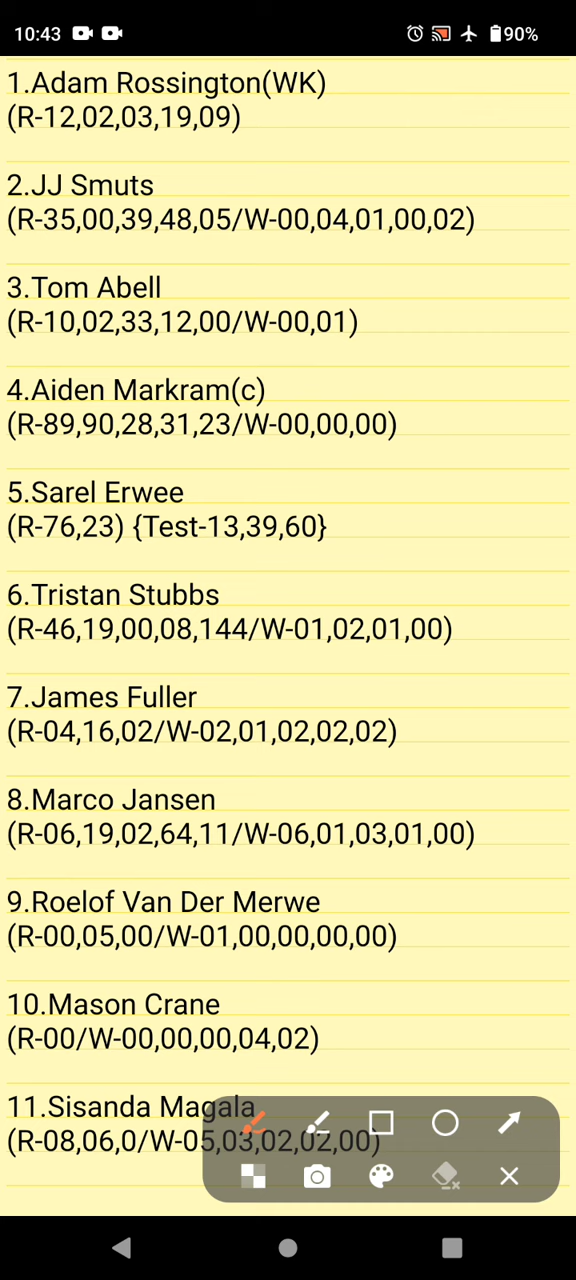 10:43 90%
1.Adam Rossington(WK)
(R-12,02,03,19,09)
2.JJ Smuts
(R-35,00,39,48,05/W-00,04,01,00,02)
3.Tom Abell
(R-10,02,33,12,00/W-00,01)
4.Aiden Markram(c)
(R-89,90,28,31,23/W-00,00,00)
5.Sarel Erwee
(R-76,23) {Test-13,39,60}
6.Tristan Stubbs
(R-46,19,00,08,144/W-01,02,01,00)
7.James Fuller
(R-04,16,02/W-02,01,02,02,02)
8.Marco Jansen
(R-06,19,02,64,11/W-06,01,03,01,00)
9.Roelof Van Der Merwe
(R-00,05,00/W-01,00,00,00,00)
10.Mason Crane
(R-00/W-00,00,00,04,02)
11.Sisanda Magala
(R-08,06,0/W-05,03,02,02,00)